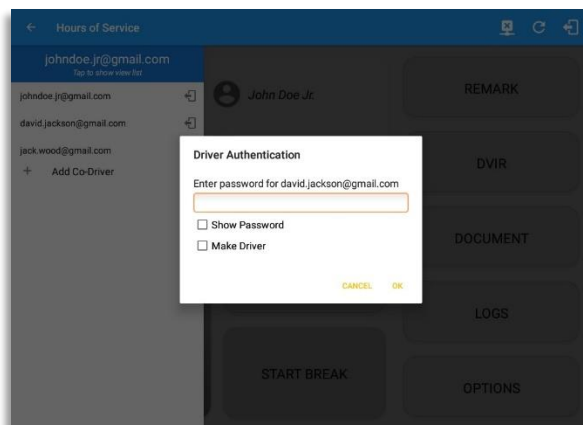 Hours of Service
johndoe.jr@gmail.com
Tap to show view list
johndoe.jr@gmail.com
david.jackson@gmail.com
jack.wood@gmail.com
+ Add Co-Driver
John Doe Jr.
Driver Authentication
Enter password for david.jackson@gmail.com
Show Password
Make Driver
CANCEL
OK
START BREAK
REMARK
DVIR
DOCUMENT
LOGS
OPTIONS